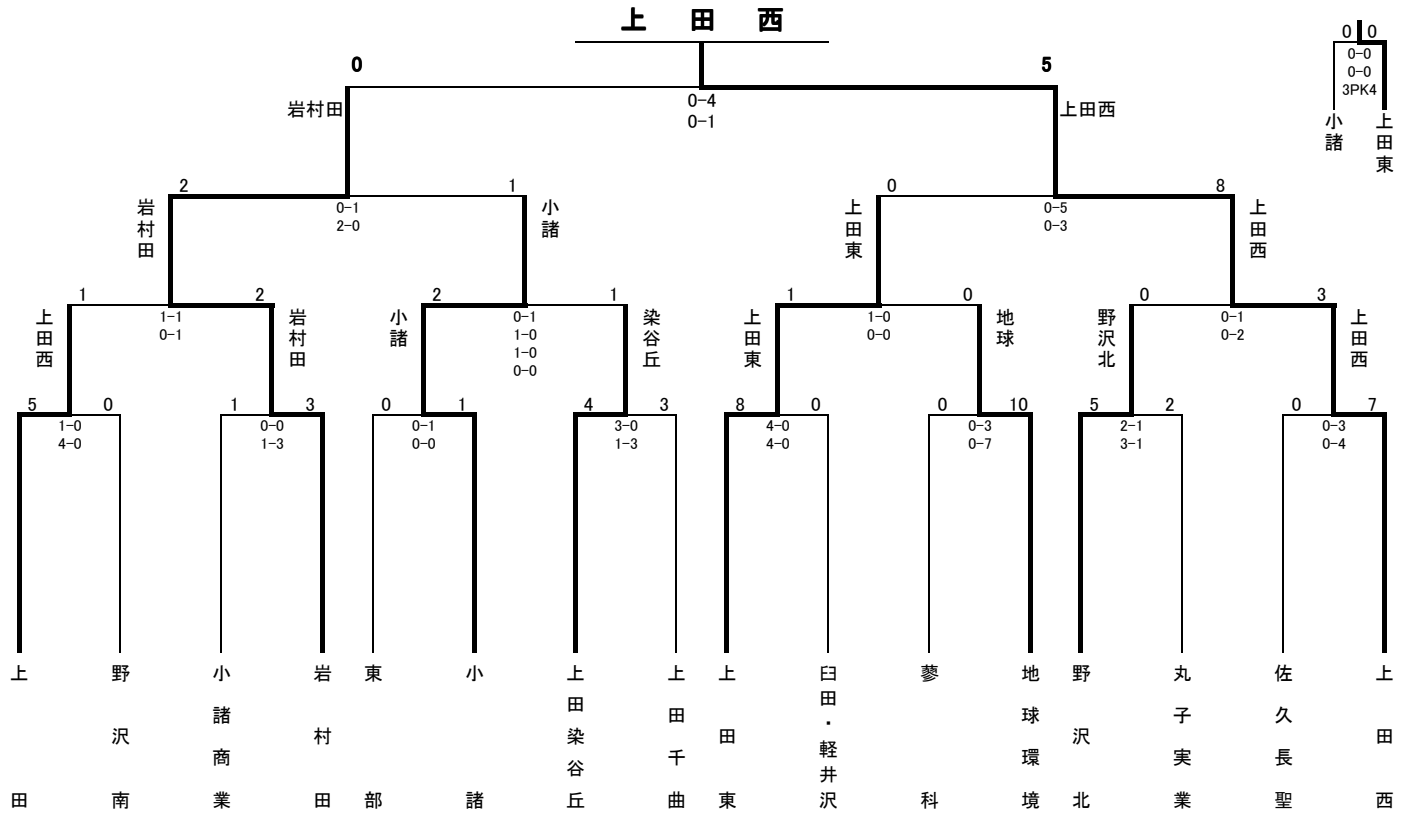 上田西
0 5
岩村田 上田西
0-4
0-1
0 0
0-0
0-0
3PK4
小諸 上田東
2 1 0 8
岩村田 小諸 上田東 上田西
0-1 0-5
2-0 0-3
1 2 2 1 1 0 0 3
上田西 岩村田 小諸 染谷丘 上田東 地球 野沢北 上田西
1-1 0-1 1-0 0-1
0-1 1-0 0-0 0-2
1-0
0-0
5 0 1 3 0 1 4 3 8 0 0 10 5 2 0 7
1-0 0-0 0-1 3-0 4-0 0-3 2-1 0-3
4-0 1-3 0-0 1-3 4-0 0-7 3-1 0-4
上田
野沢南
小諸商業
岩村田
東部
小諸
上田染谷丘
上田千曲
上田東
臼田・軽井沢
蓼科
地球環境
野沢北
丸子実業
佐久長聖
上田西